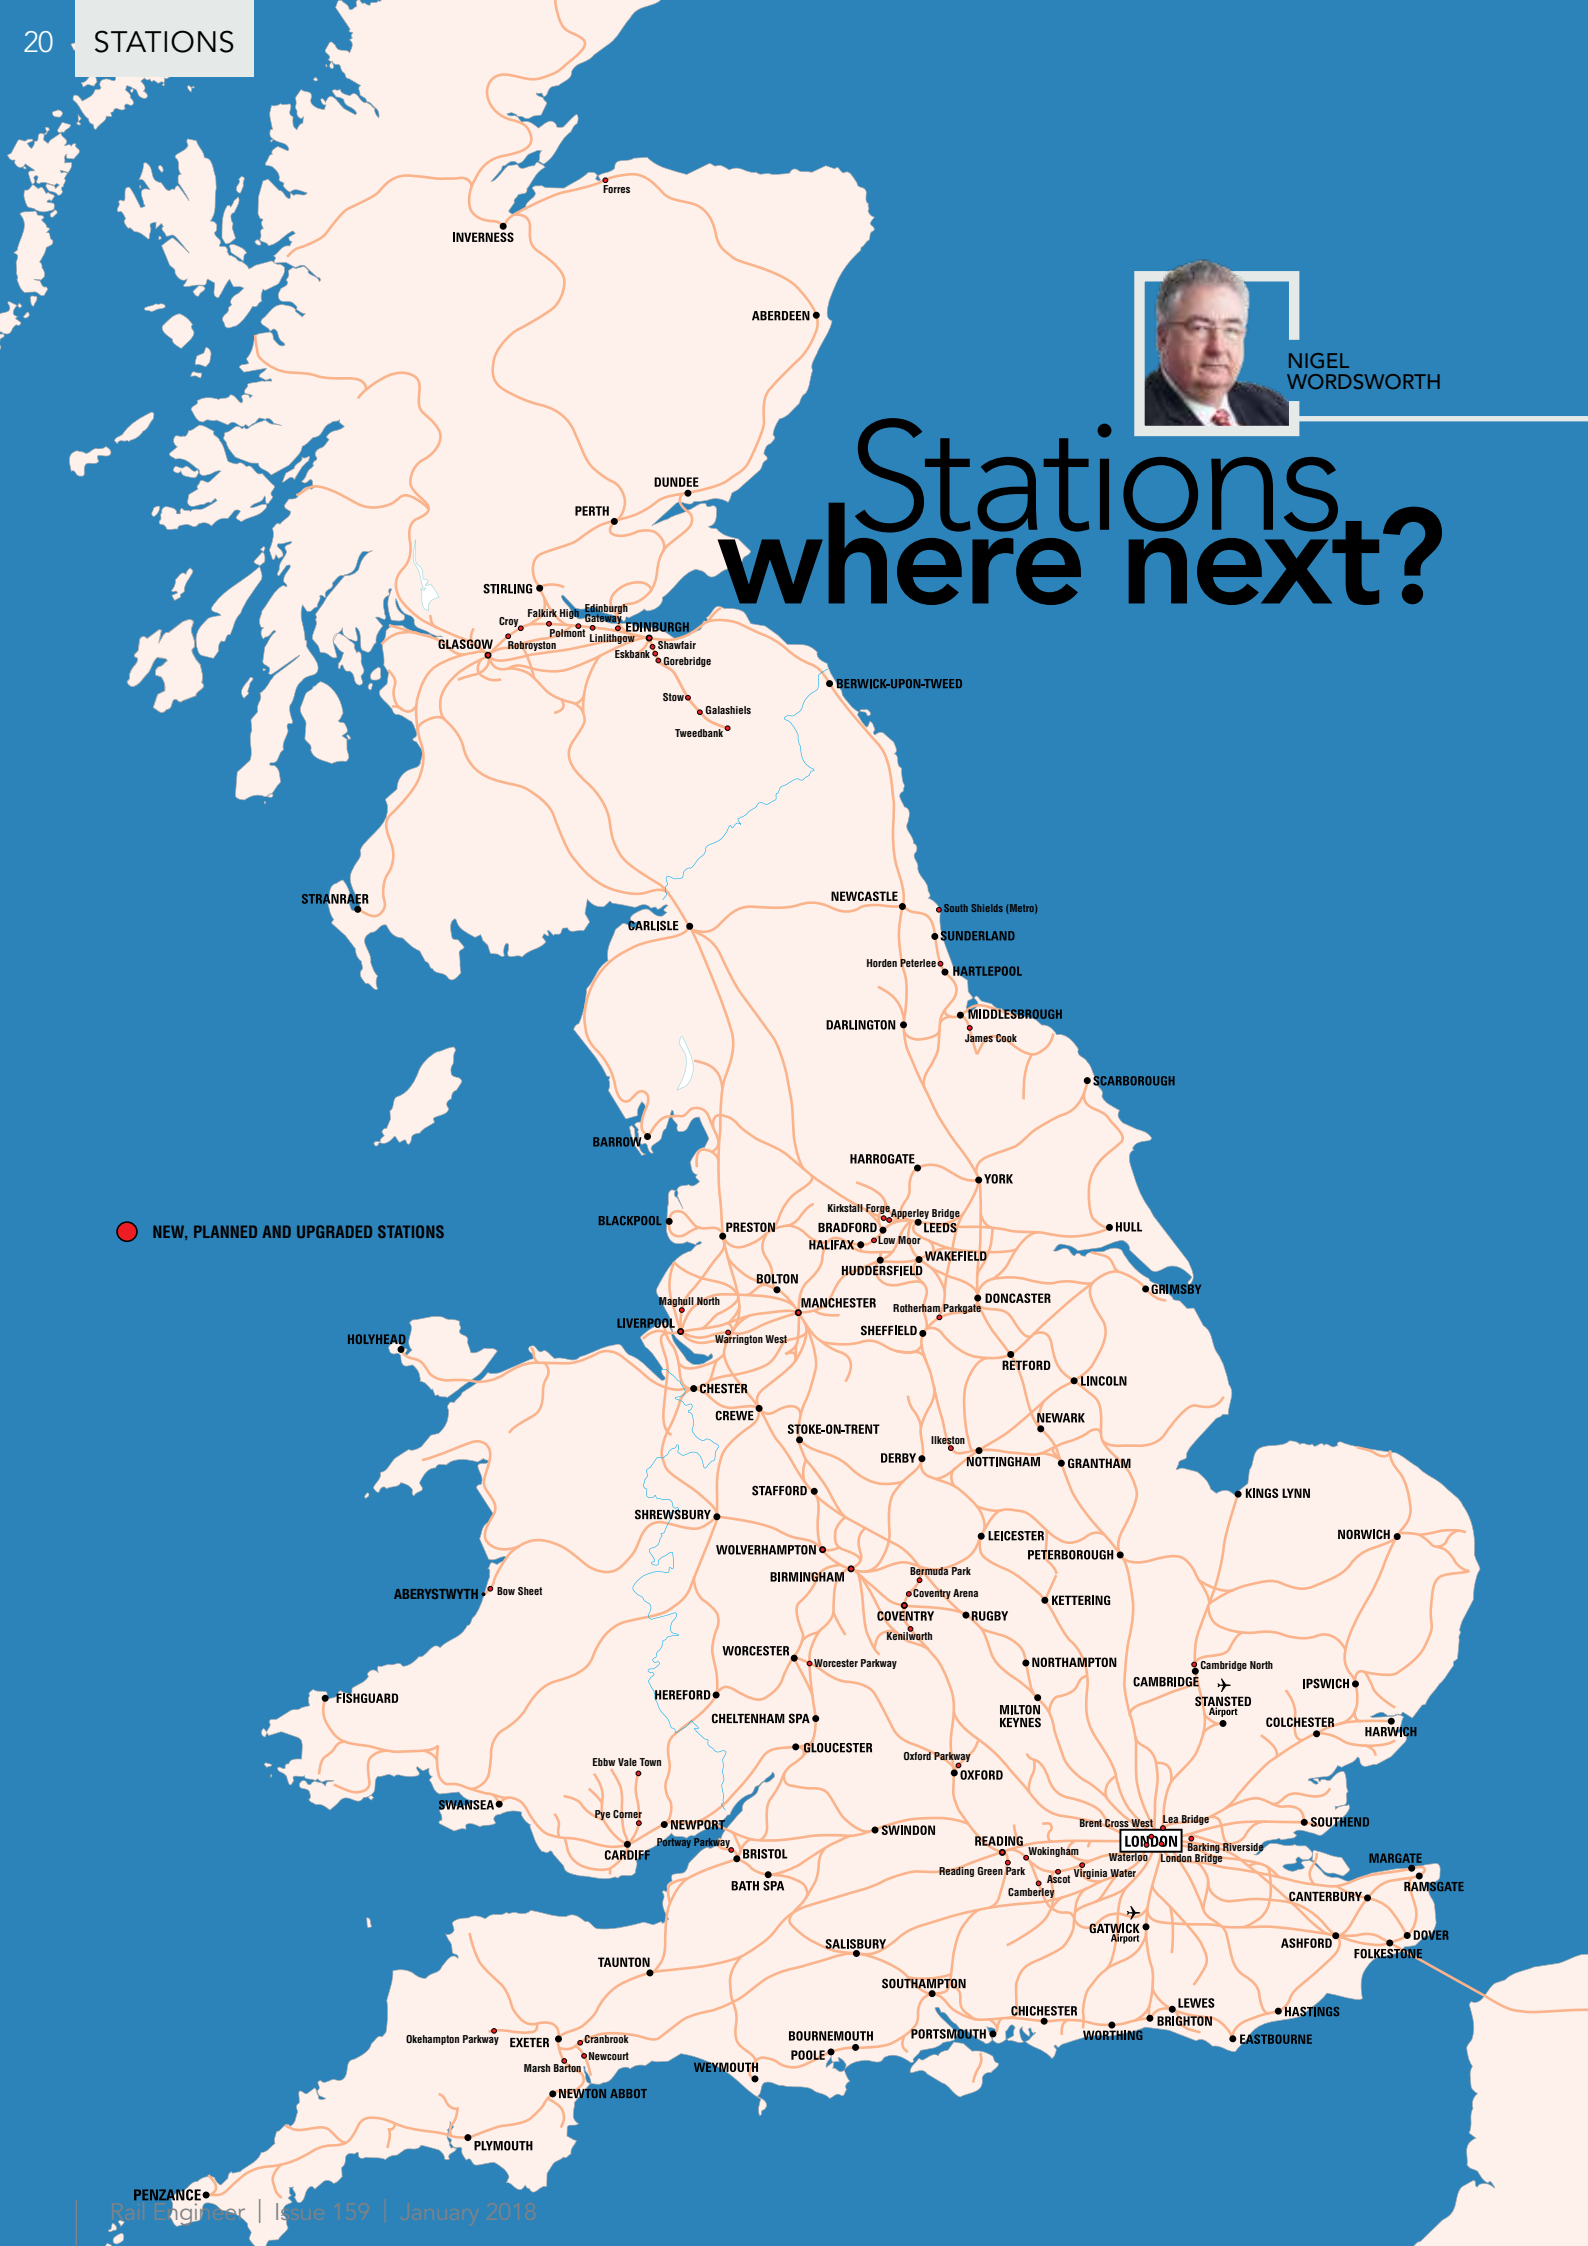 20
STATIONS
Forres
INVERNESS
ABERDEEN
NIGEL
WORDSWORTH
Stations
where next?
DUNDEE
PERTH
STIRLING
Falkirk High
Edinburgh
Gateway
Croy
Polmont
Linlithgow
EDINBURGH
GLASGOW
Robroyston
Shawfair
Eskbank
Gorebridge
BERWICK-UPON-TWEED
Stow
Galashiels
Tweedbank
STRANRAER
NEWCASTLE
South Shields (Metro)
CARLISLE
SUNDERLAND
Horden Peterlee
HARTLEPOOL
MIDDLESBROUGH
DARLINGTON
James Cook
SCARBOROUGH
BARROW
HARROGATE
YORK
Kirkstall Forge
Apperley Bridge
BLACKPOOL
PRESTON
BRADFORD
LEEDS
HULL
NEW, PLANNED AND UPGRADED STATIONS
HALIFAX
Low Moor
WAKEFIELD
HUDDERSFIELD
BOLTON
GRIMSBY
Maghull North
MANCHESTER
DONCASTER
Rotherham Parkgate
LIVERPOOL
SHEFFIELD
Warrington West
HOLYHEAD
RETFORD
LINCOLN
CHESTER
CREWE
NEWARK
STOKE-ON-TRENT
Ilkeston
DERBY
NOTTINGHAM
GRANTHAM
STAFFORD
KINGS LYNN
SHREWSBURY
NORWICH
LEICESTER
WOLVERHAMPTON
PETERBOROUGH
BIRMINGHAM
Bermuda Park
ABERYSTWYTH
Bow Sheet
Coventry Arena
KETTERING
COVENTRY
RUGBY
Kenilworth
WORCESTER
Worcester Parkway
NORTHAMPTON
Cambridge North
CAMBRIDGE
IPSWICH
HEREFORD
FISHGUARD
STANSTED
Airport
MILTON
KEYNES
CHELTENHAM SPA
COLCHESTER
HARWICH
GLOUCESTER
Oxford Parkway
Ebbw Vale Town
OXFORD
SWANSEA
Pye Corner
NEWPORT
Brent Cross West
Lea Bridge
SOUTHEND
SWINDON
READING
LONDON
Portway Parkway
Wokingham
Barking Riverside
CARDIFF
BRISTOL
Waterloo
London Bridge
MARGATE
Reading Green Park
Ascot
Virginia Water
BATH SPA
Camberley
RAMSGATE
CANTERBURY
GATWICK
Airport
DOVER
SALISBURY
ASHFORD
FOLKESTONE
TAUNTON
SOUTHAMPTON
LEWES
CHICHESTER
HASTINGS
BRIGHTON
Okehampton Parkway
EXETER
Cranbrook
BOURNEMOUTH
PORTSMOUTH
WORTHING
EASTBOURNE
Newcourt
POOLE
Marsh Barton
WEYMOUTH
NEWTON ABBOT
PLYMOUTH
PENZANCE
Rail Engineer | Issue 159 | January 2018